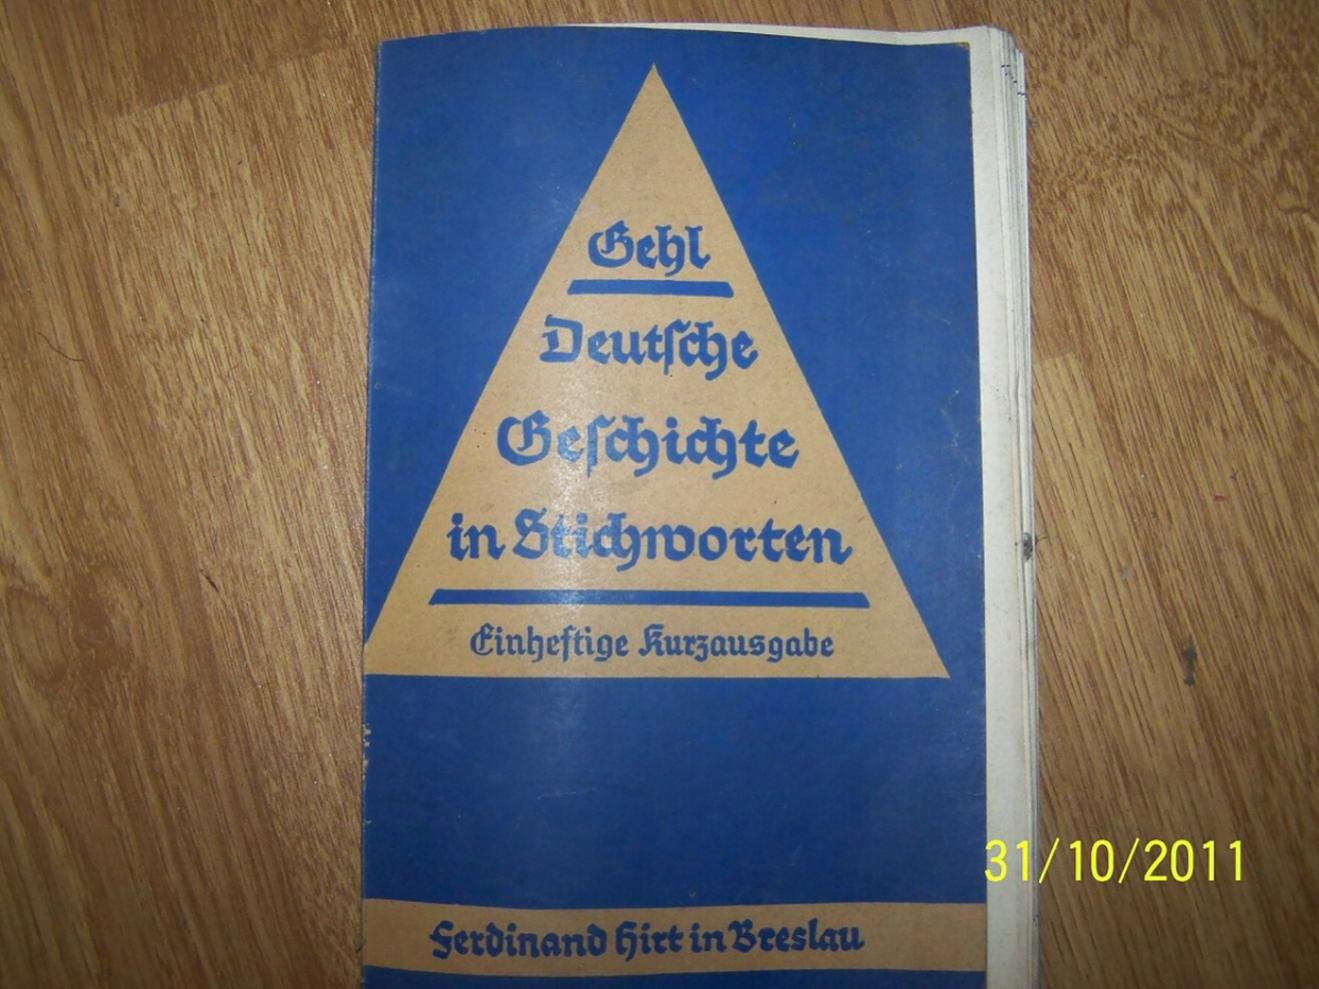 Gehl
Deutsche
Geschichte
in Stichworten
Einheftige Kurzausgabe
31/10/2011
Ferdinand Hirt in Breslau